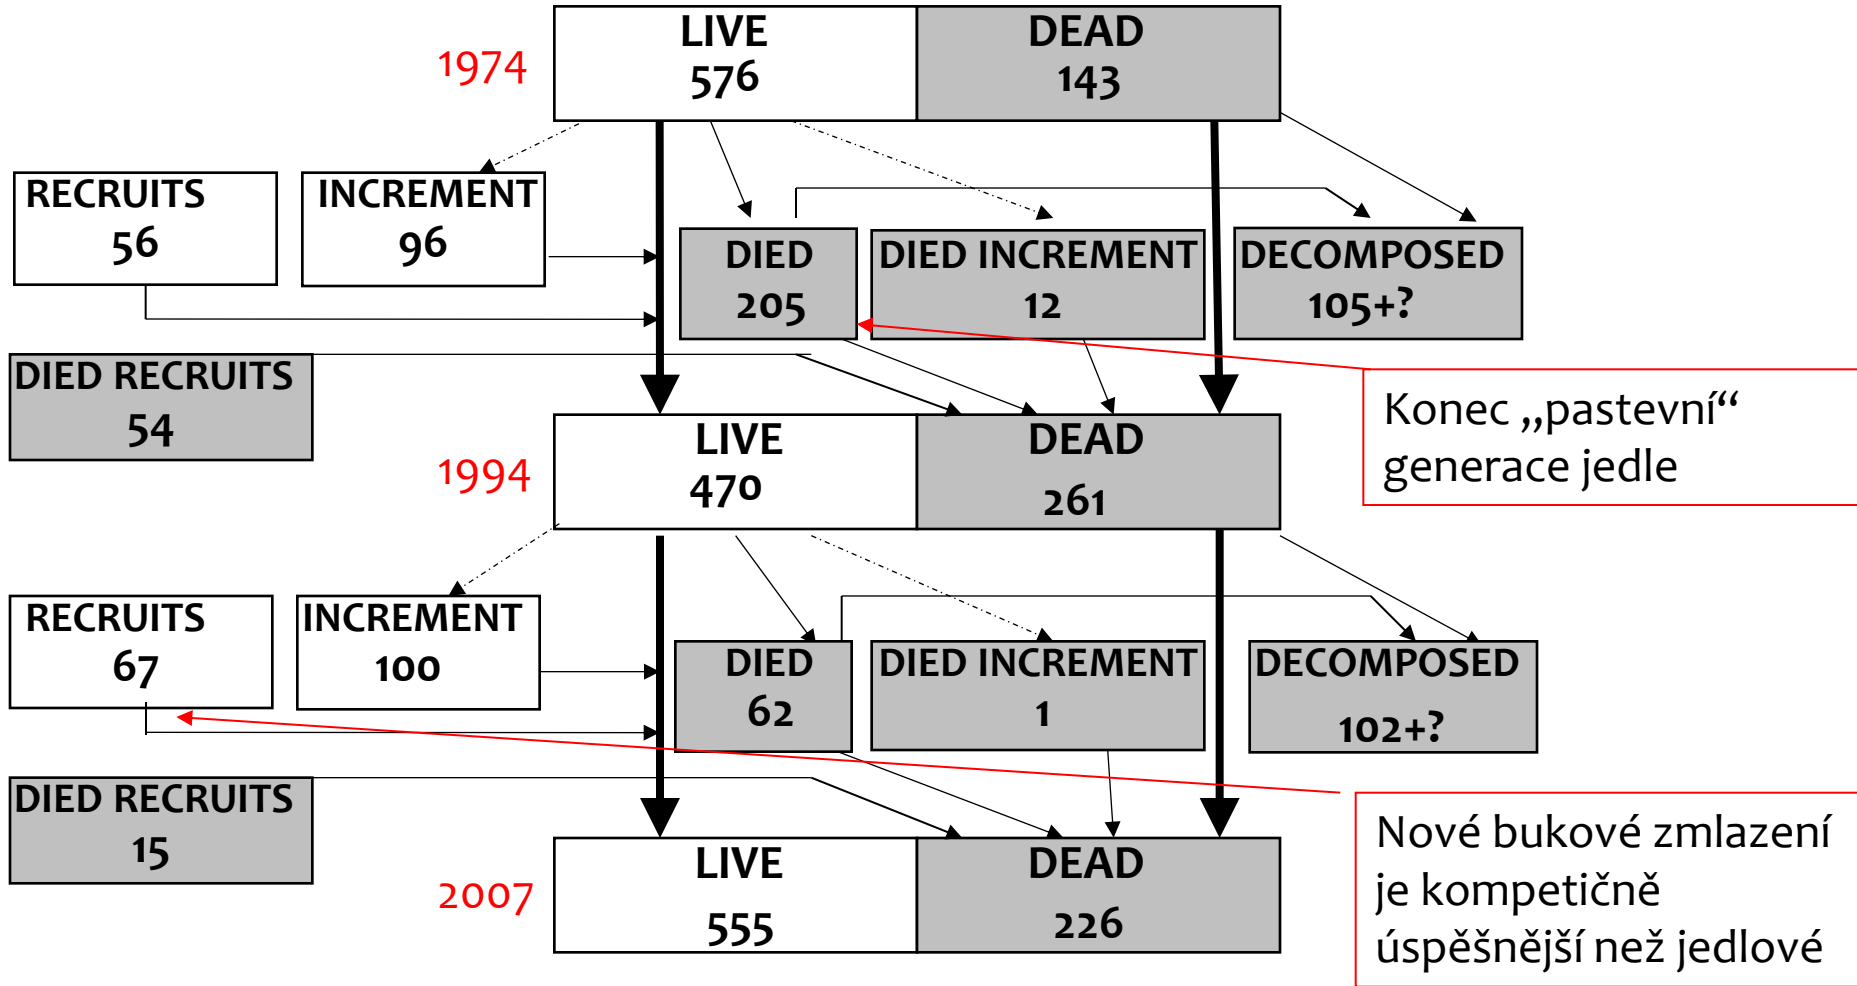 LIVE
576
DEAD
143
1974
RECRUITS
56
INCREMENT
96
DIED
205
DIED INCREMENT
12
DECOMPOSED
105+?
DIED RECRUITS
54
Konec „pastevní“
generace jedle
LIVE
470
DEAD
261
1994
RECRUITS
67
INCREMENT
100
DIED
62
DIED INCREMENT
1
DECOMPOSED
102+?
DIED RECRUITS
15
Nové bukové zmlazení
je kompetičně
úspěšnější než jedlové
LIVE
555
DEAD
226
2007